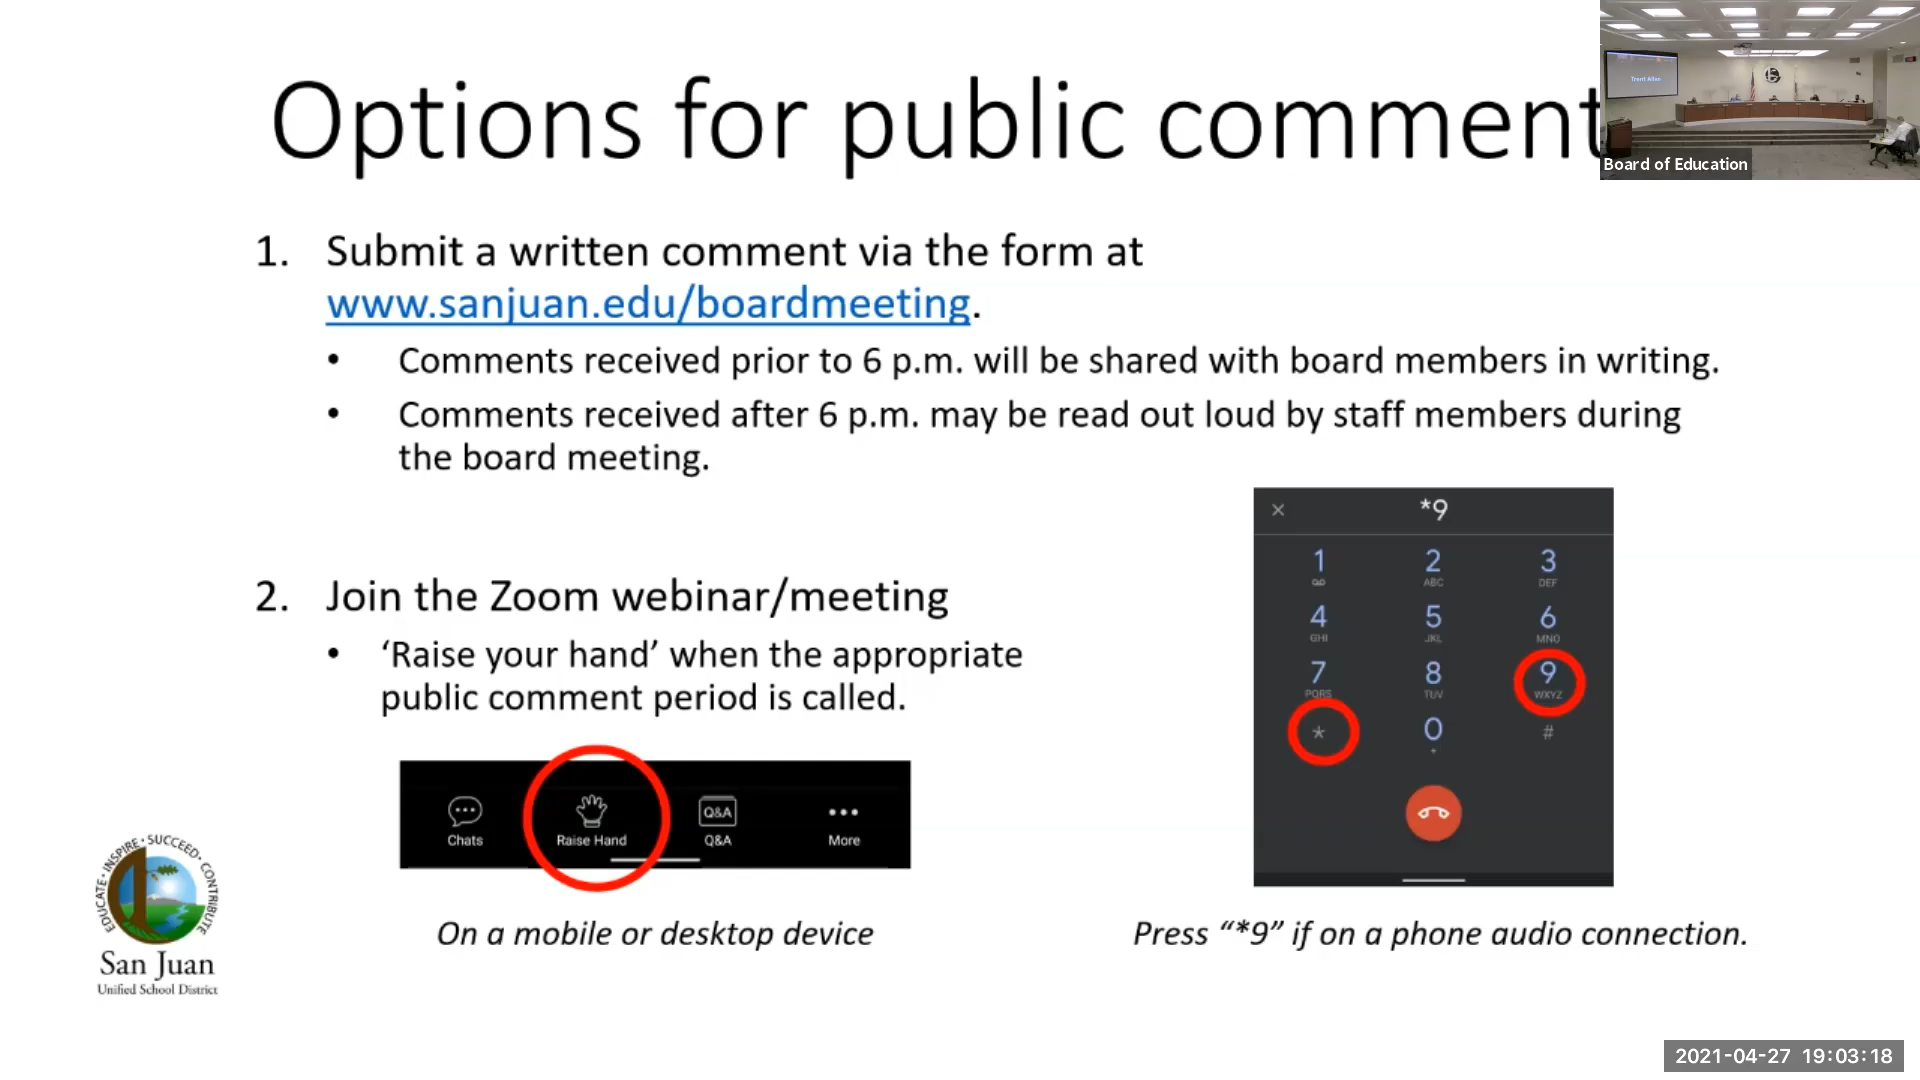 Options for public comment
Trent Allen
Board of Education
1. Submit a written comment via the form at
www.sanjuan.edu/boardmeeting.
• Comments received prior to 6 p.m. will be shared with board members in writing.
• Comments received after 6 p.m. may be read out loud by staff members during
the board meeting.
2. Join the Zoom webinar/meeting
• ‘Raise your hand’ when the appropriate
public comment period is called.
Chats
Raise Hand
Q&A
Q&A
More
On a mobile or desktop device
× *9
1 2 3
ABC DEF
4 5 6
GHI JKL MNO
7 8 9
PQRS TUV WXYZ
* 0 #
+
Press “*9” if on a phone audio connection.
EDUCATE • INSPIRE • SUCCEED • CONTRIBUTE
San Juan
Unified School District
2021-04-27 19:03:18